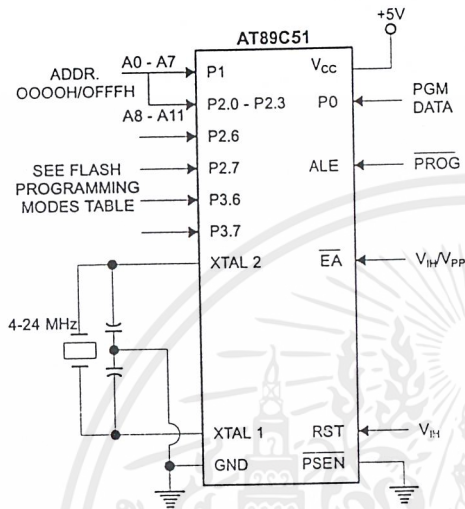 +5V
AT89C51
A0 - A7
ADDR.
OOOOH/OFFFH
P1
VCC
A8 - A11
P2.0 - P2.3
P0
PGM
DATA
P2.6
SEE FLASH
PROGRAMMING
MODES TABLE
P2.7
ALE
PROG
P3.6
P3.7
XTAL 2
EA
VIH/VPP
4-24 MHz
XTAL 1
RST
VIH
GND
PSEN